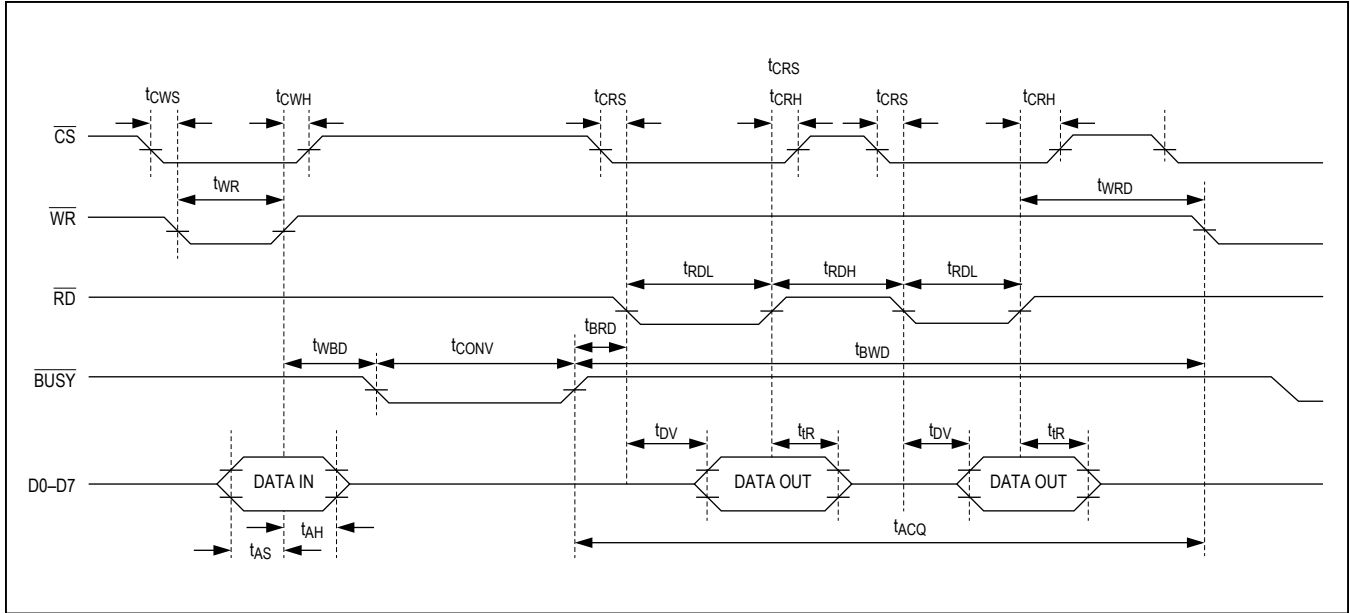 tCRS
tCWS tCWH tCRS tCRH tCRS tCRH
CS
tWR tWRD
WR
tRDL tRDH tRDL
RD
tBRD
tWBD tCONV tBWD
BUSY
tDV ttR tDV ttR
D0–D7 DATA IN DATA OUT DATA OUT
tAH tACQ
tAS